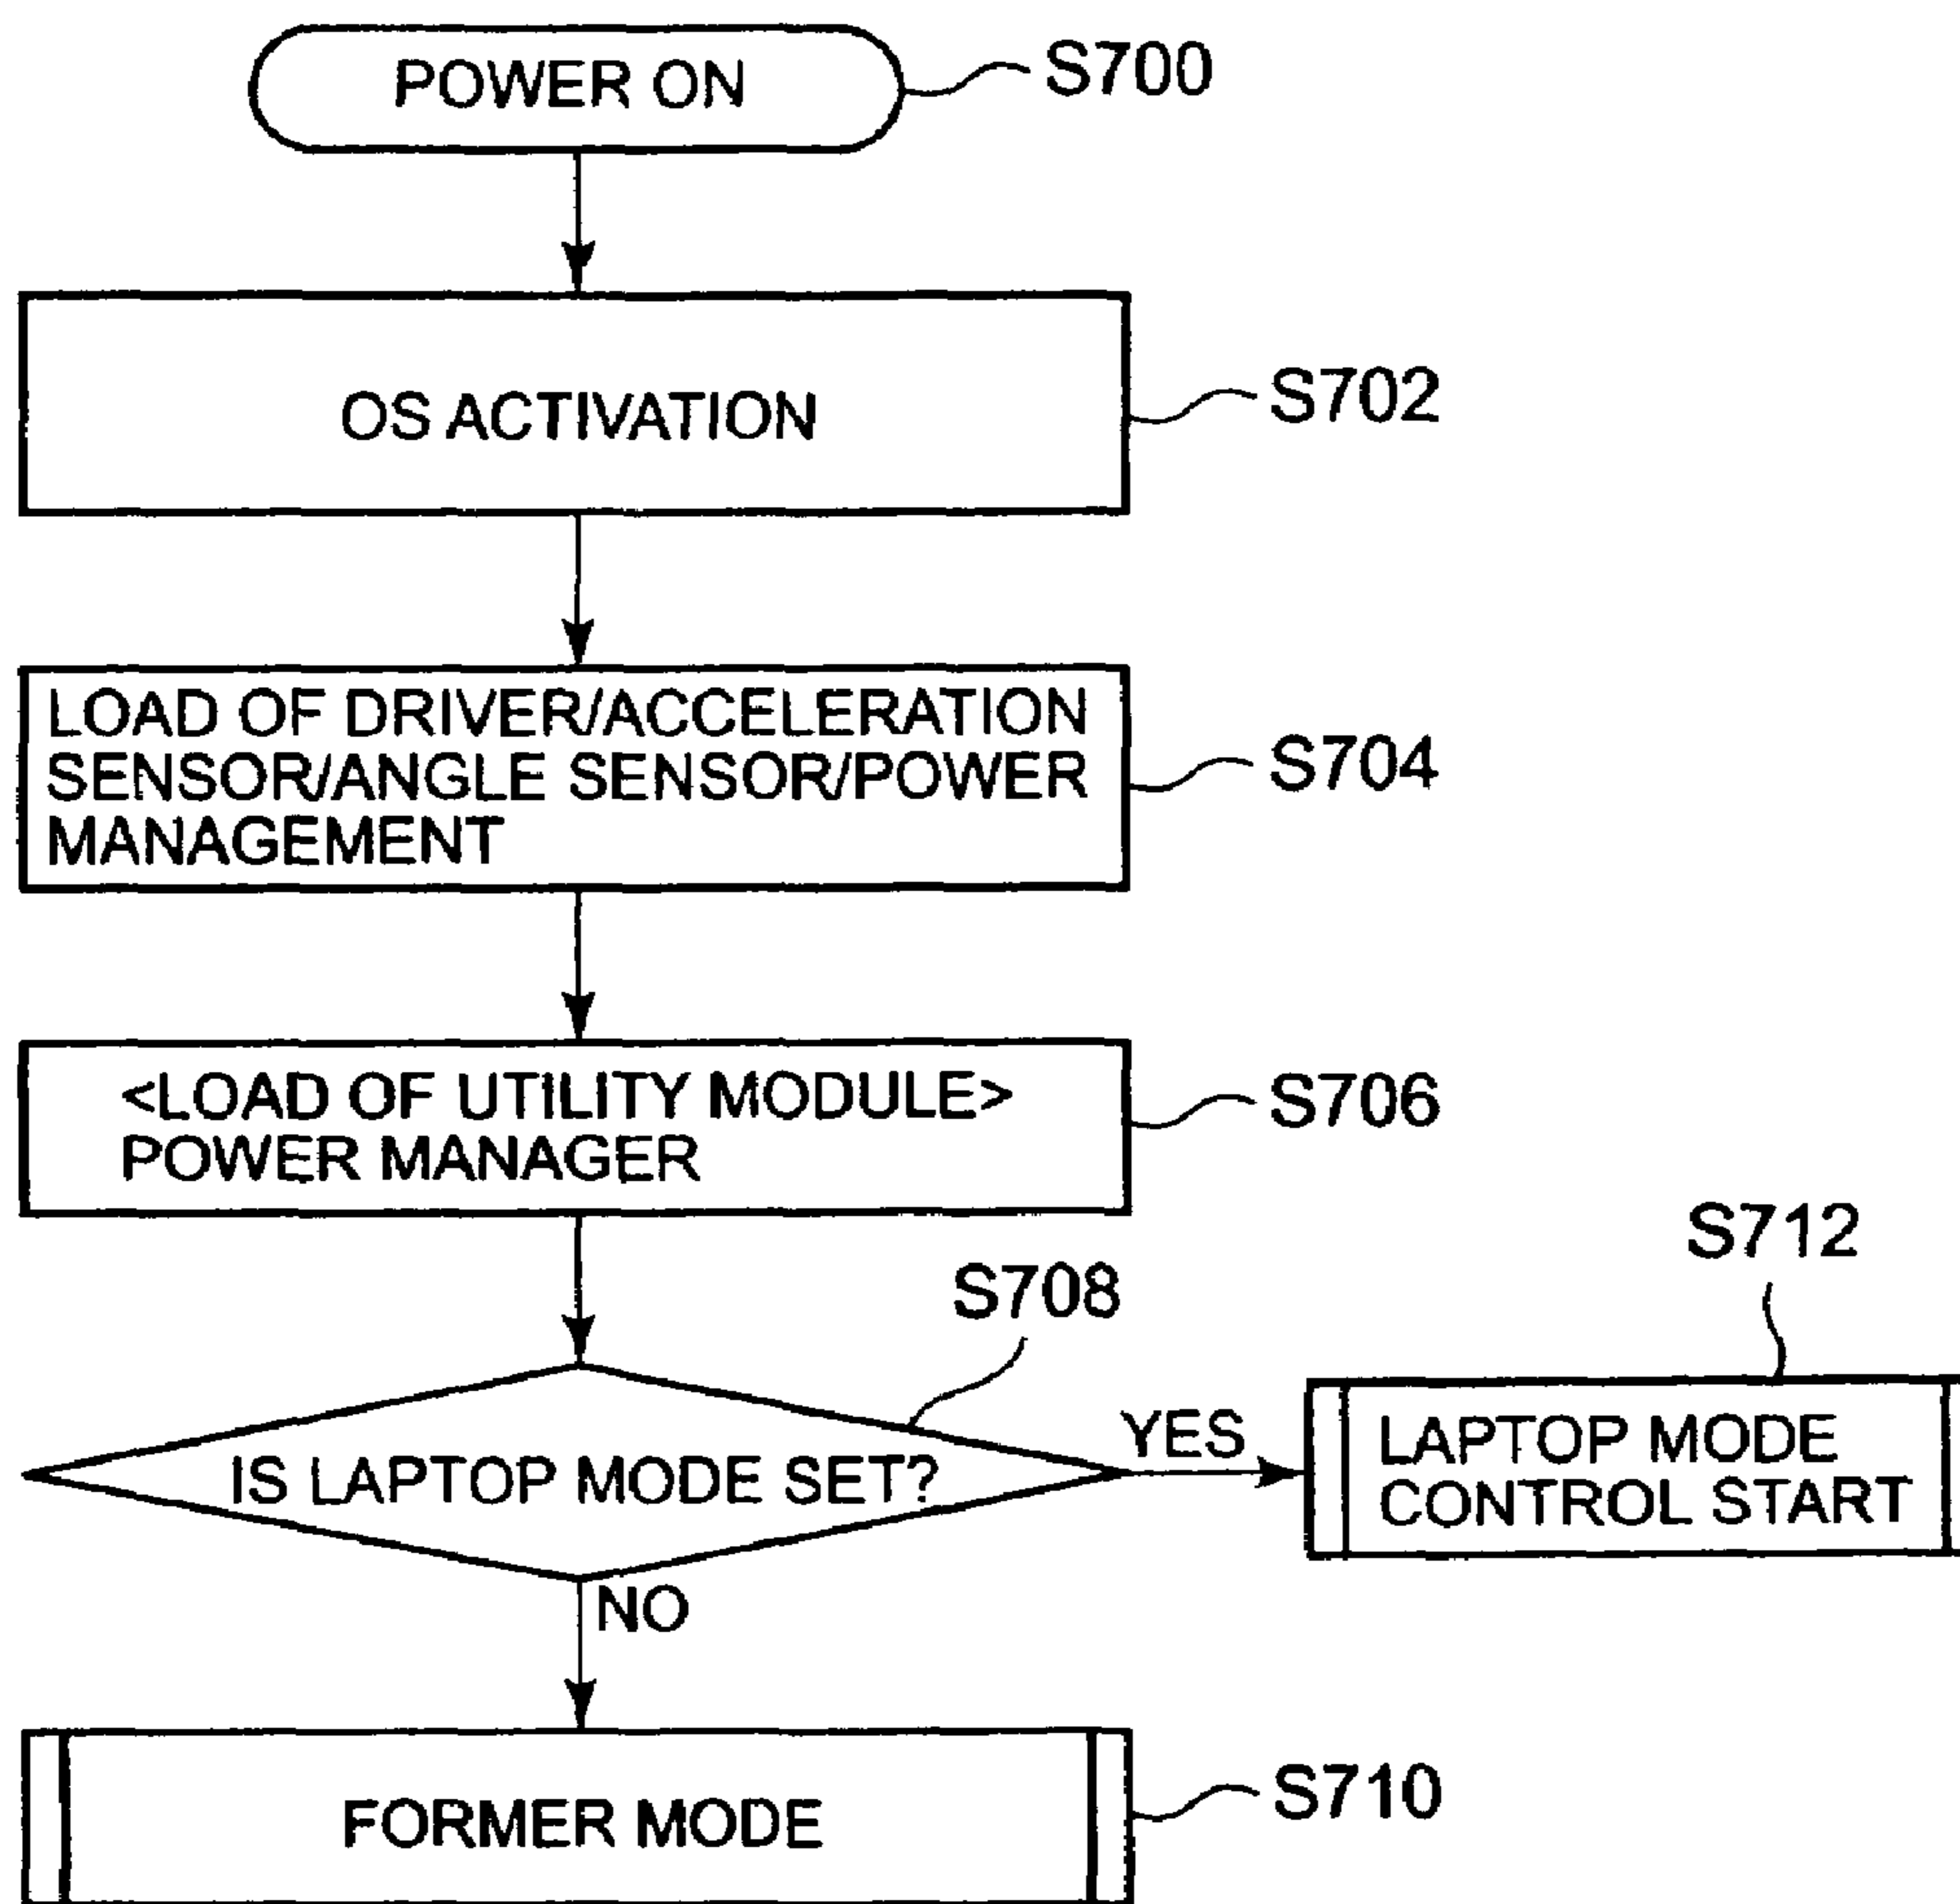 POWER ON
S700
OS ACTIVATION
S702
LOAD OF DRIVER/ACCELERATION
SENSOR/ANGLE SENSOR/POWER
MANAGEMENT
S704
<LOAD OF UTILITY MODULE>
POWER MANAGER
S706
S708
S712
IS LAPTOP MODE SET?
YES
LAPTOP MODE
CONTROL START
NO
FORMER MODE
S710